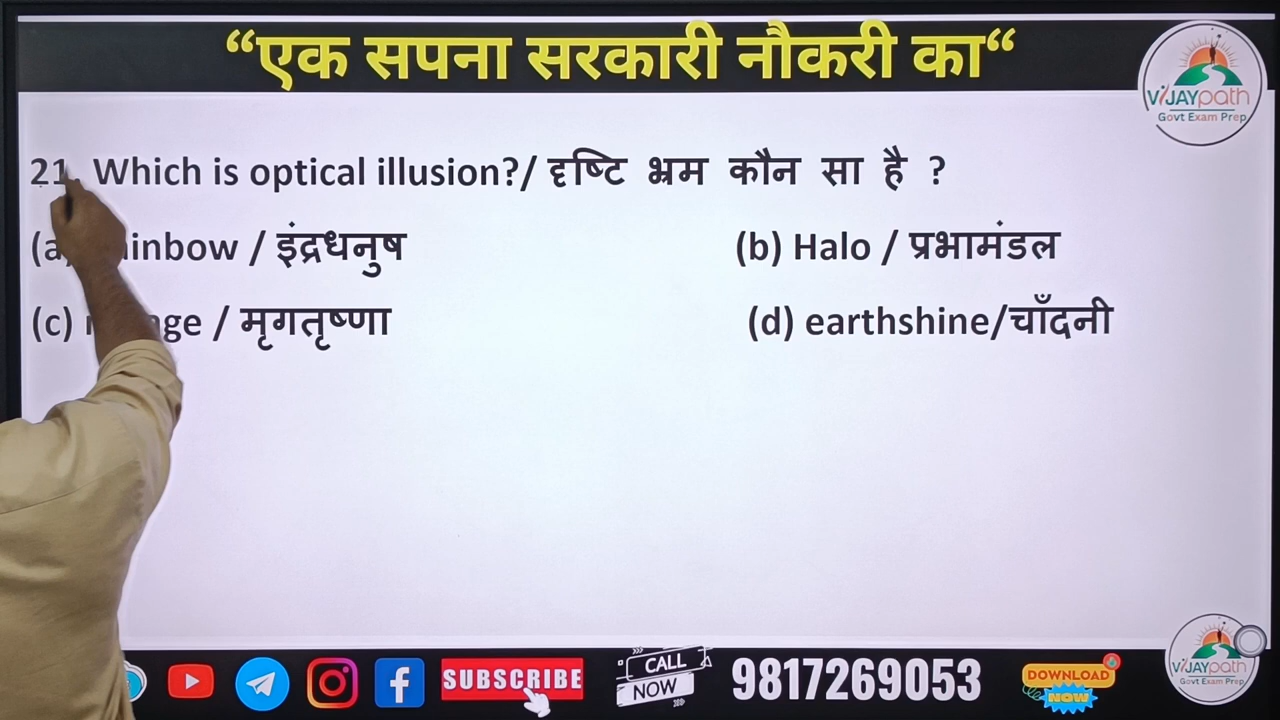 “एक सपना सरकारी नौकरी का“
VIJAYpath
Govt Exam Prep
21. Which is optical illusion?/ दृष्टि भ्रम कौन सा है ?
(a) inbow / इंद्रधनुष
(b) Halo / प्रभामंडल
(c) / मृगतृष्णा
(d) earthshine/चाँदनी
VIJAYpath
Govt Exam Prep
SUBSCRIBE
CALL
NOW
9817269053
DOWNLOAD
NOW